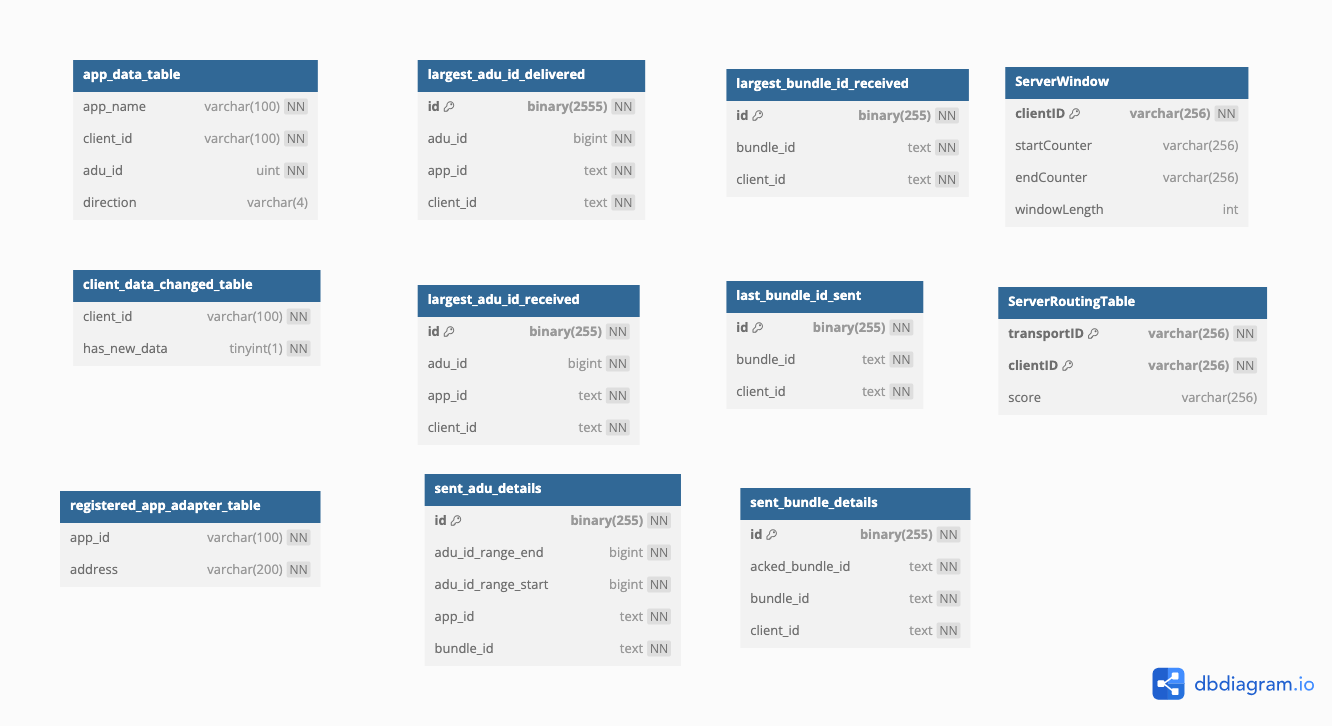 app_data_table
app_name varchar(100) NN
client_id varchar(100) NN
adu_id uint NN
direction varchar(4)
largest_adu_id_delivered
id binary(2555) NN
adu_id bigint NN
app_id text NN
client_id text NN
largest_bundle_id_received
id binary(255) NN
bundle_id text NN
client_id text NN
ServerWindow
clientID varchar(256) NN
startCounter varchar(256)
endCounter varchar(256)
windowLength int
client_data_changed_table
client_id varchar(100) NN
has_new_data tinyint(1) NN
largest_adu_id_received
id binary(255) NN
adu_id bigint NN
app_id text NN
client_id text NN
last_bundle_id_sent
id binary(255) NN
bundle_id text NN
client_id text NN
ServerRoutingTable
transportID varchar(256) NN
clientID varchar(256) NN
score varchar(256)
registered_app_adapter_table
app_id varchar(100) NN
address varchar(200) NN
sent_adu_details
id binary(255) NN
adu_id_range_end bigint NN
adu_id_range_start bigint NN
app_id text NN
bundle_id text NN
sent_bundle_details
id binary(255) NN
acked_bundle_id text NN
bundle_id text NN
client_id text NN
dbdiagram.io